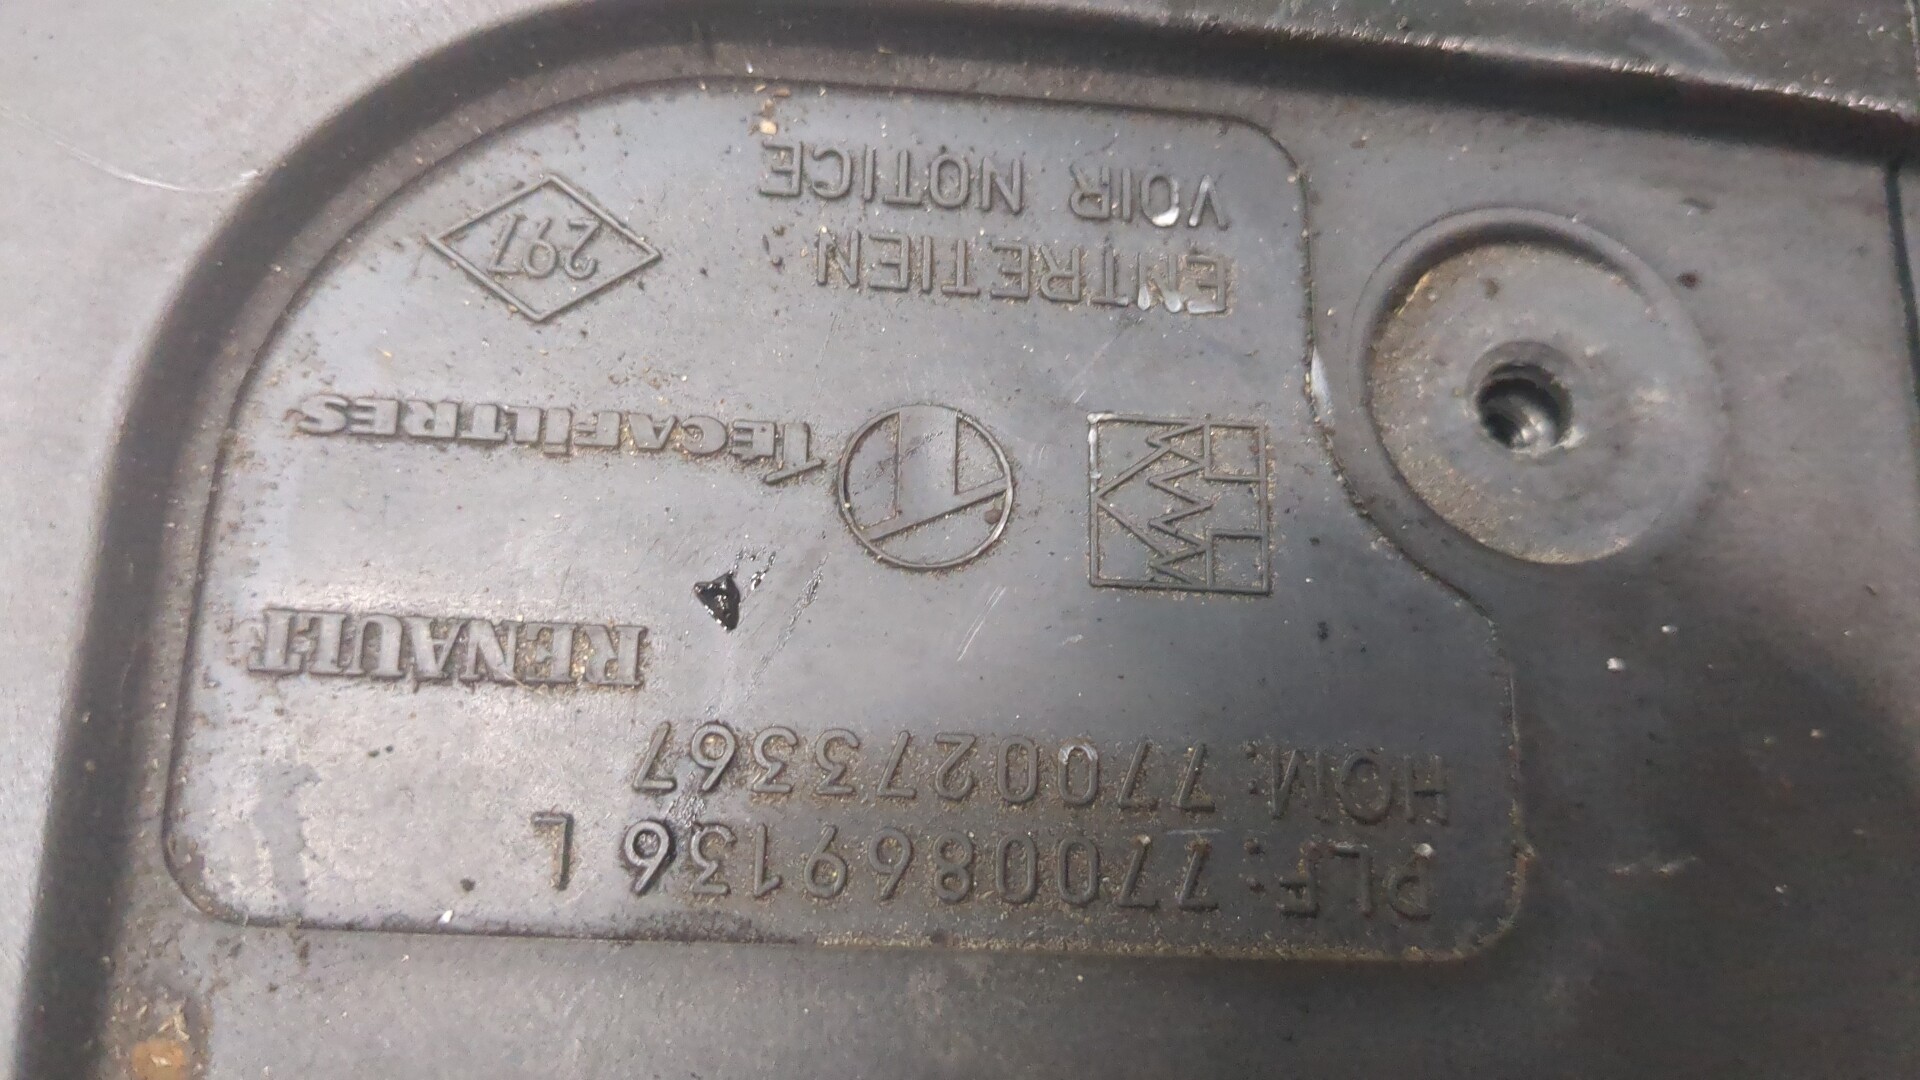 PLF: 7700869136 L
HOM: 7700273367
RENAULT
TECAFILTRES
ENTRETIEN
VOIR NOTICE
297